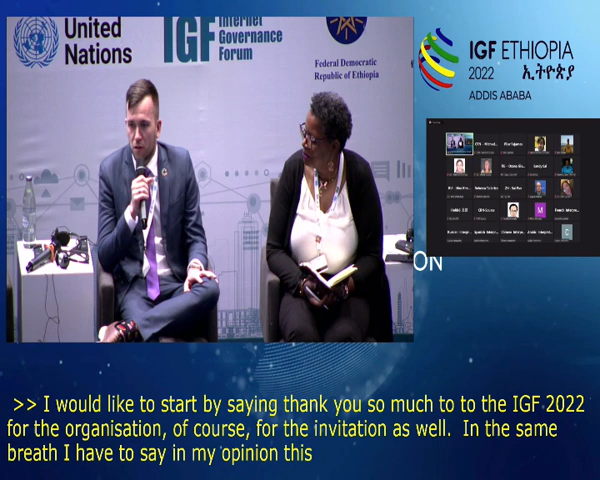 United
Nations
IGF
Internet
Governance
Forum
Federal Democratic
Republic of Ethiopia
IGF ETHIOPIA
2022 ኢትዮጵያ
ADDIS ABABA
ON
>> I would like to start by saying thank you so much to to the IGF 2022
for the organisation, of course, for the invitation as well. In the same
breath I have to say in my opinion this